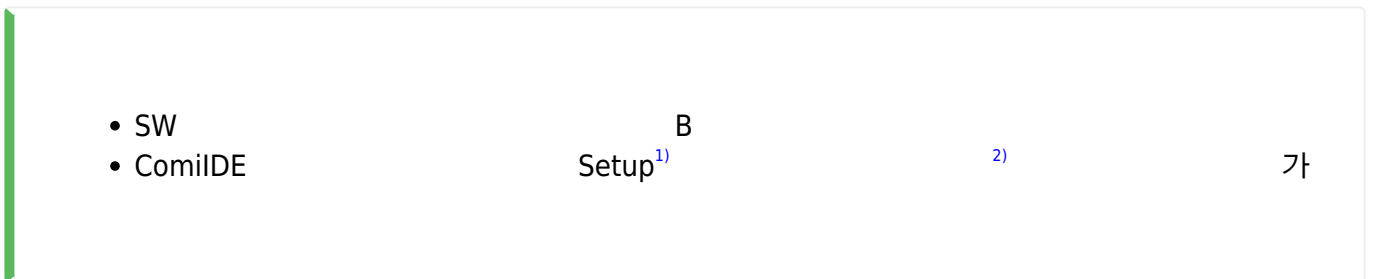 • SW B
• ComiIDE Setup1) 2) 가